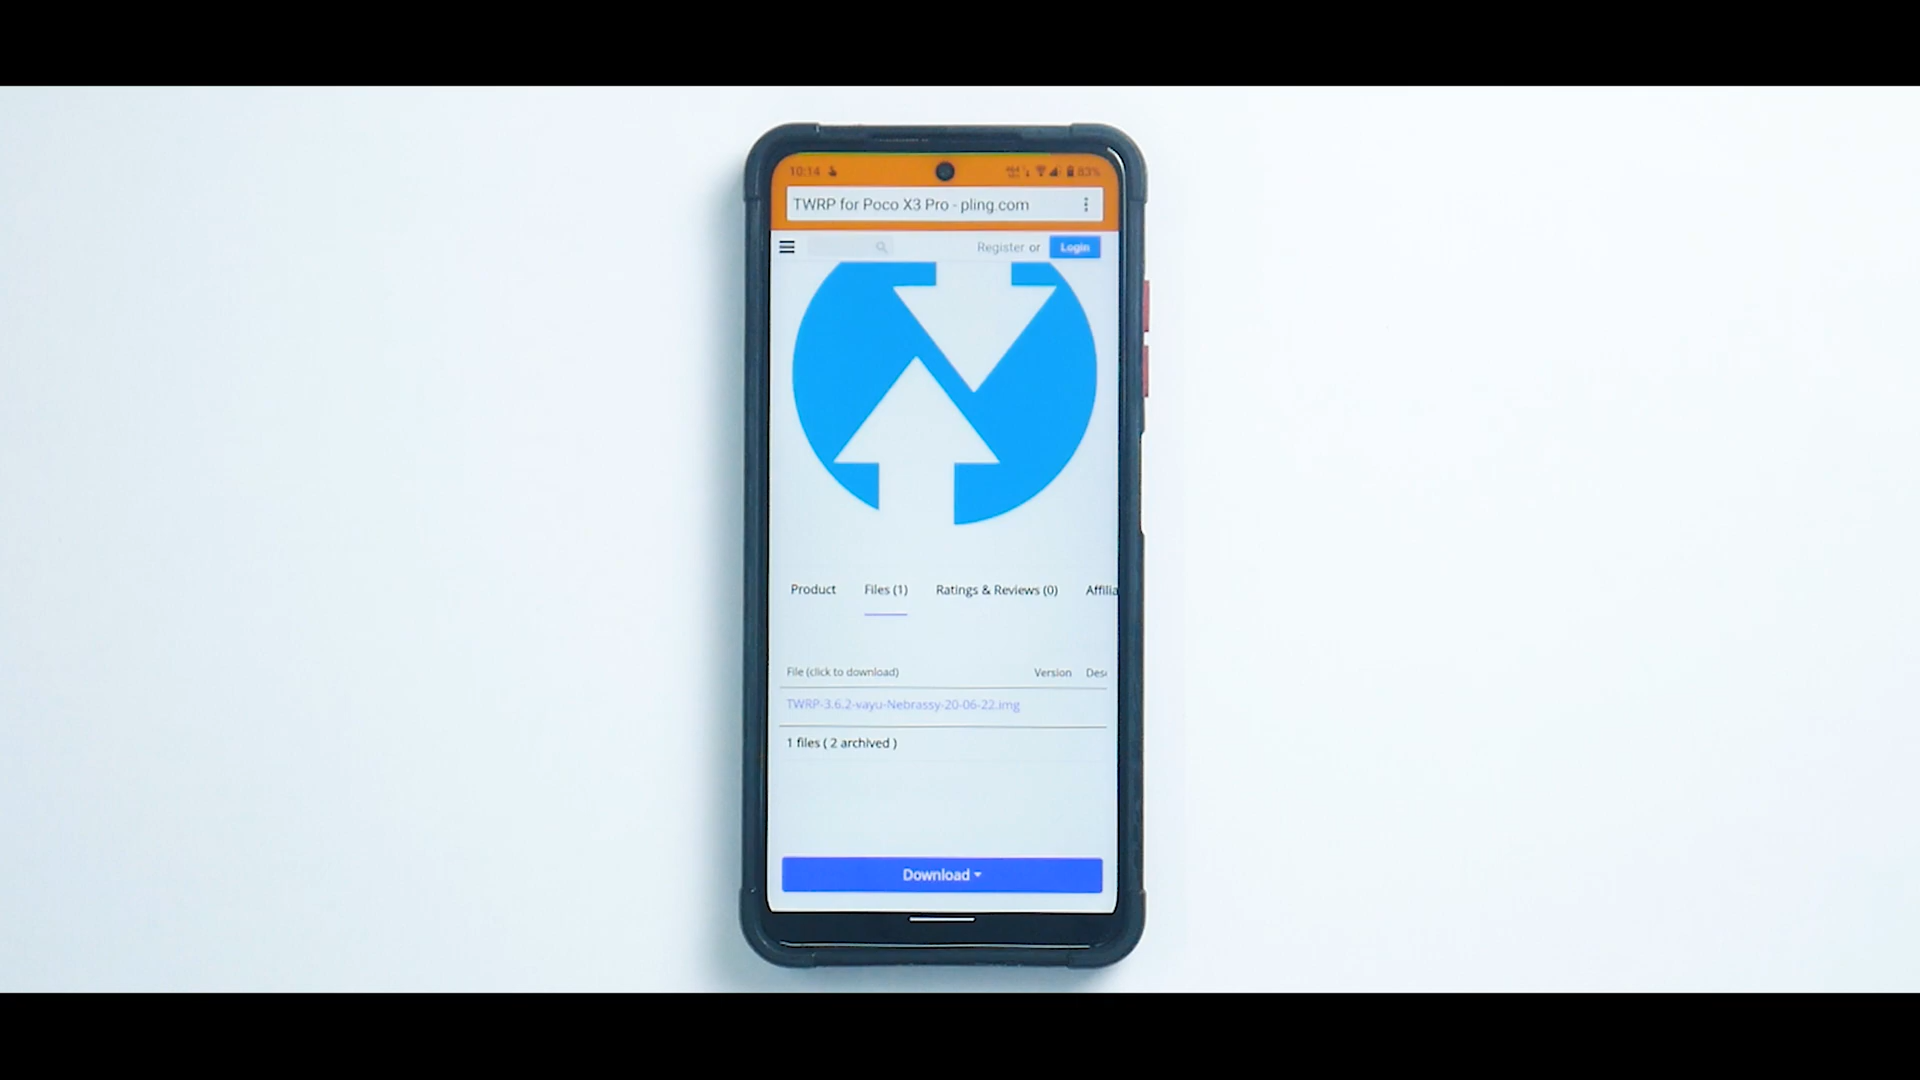 10:14 83%
TWRP for Poco X3 Pro - pling.com
Register or Login
Product Files (1) Ratings & Reviews (0) Affilia
File (click to download) Version Des
TWRP-3.6.2-vayu-Nebrassy-20-06-22.img
1 files ( 2 archived )
Download